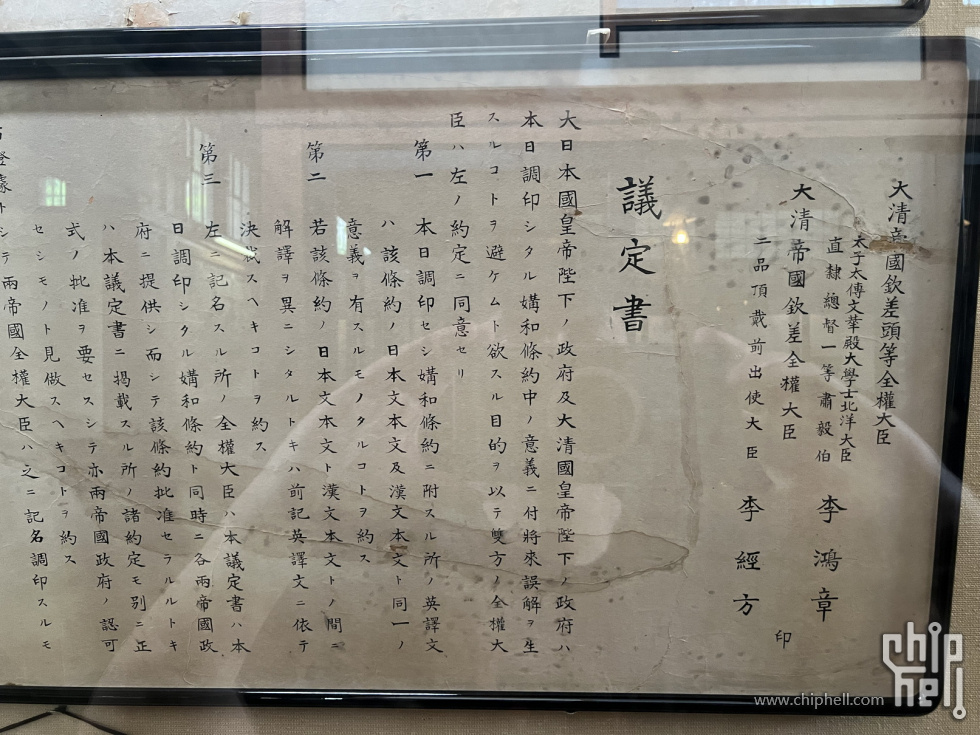 大清帝國欽差頭等全權大臣
太子太傅文華殿大學士北洋大臣
直隸總督一等肅毅伯 李鴻章
大清帝國欽差全權大臣
二品頂戴前出使大臣 李經方 印
議定書
大日本國皇帝陛下ノ政府及大清國皇帝陛下ノ政府ハ
本日調印シタル媾和條約中ノ意義ニ付將來誤解ヲ生
スルコトヲ避ケムト欲スル目的ヲ以テ雙方ノ全權大
臣ハ左ノ約定ニ同意セリ
第一 本日調印セシ媾和條約ニ附スル所ノ英譯文
ハ該條約ノ日本文本文及漢文本文ト同一ノ
意義ヲ有スルモノタルコトヲ約ス
第二 若該條約ノ日本文本文ト漢文本文トノ間ニ
解譯ヲ異ニシタルトキハ前記英譯文ニ依テ
決裁スヘキコトヲ約ス
第三 左ニ記名スル所ノ全權大臣ハ本議定書ハ本
日調印シタル媾和條約ト同時ニ各兩帝國政
府ニ提供シ而シテ該條約批准セラルルトキ
ハ本議定書ニ揭載スル所ノ諸約定モ別ニ正
式ノ批准ヲ要セスシテ亦兩帝國政府ノ認可
セシモノト見做スヘキコトヲ約ス
證據トシテ兩帝國全權大臣ハ之ニ記名調印スルモ
www.chiphell.com
chip
hell